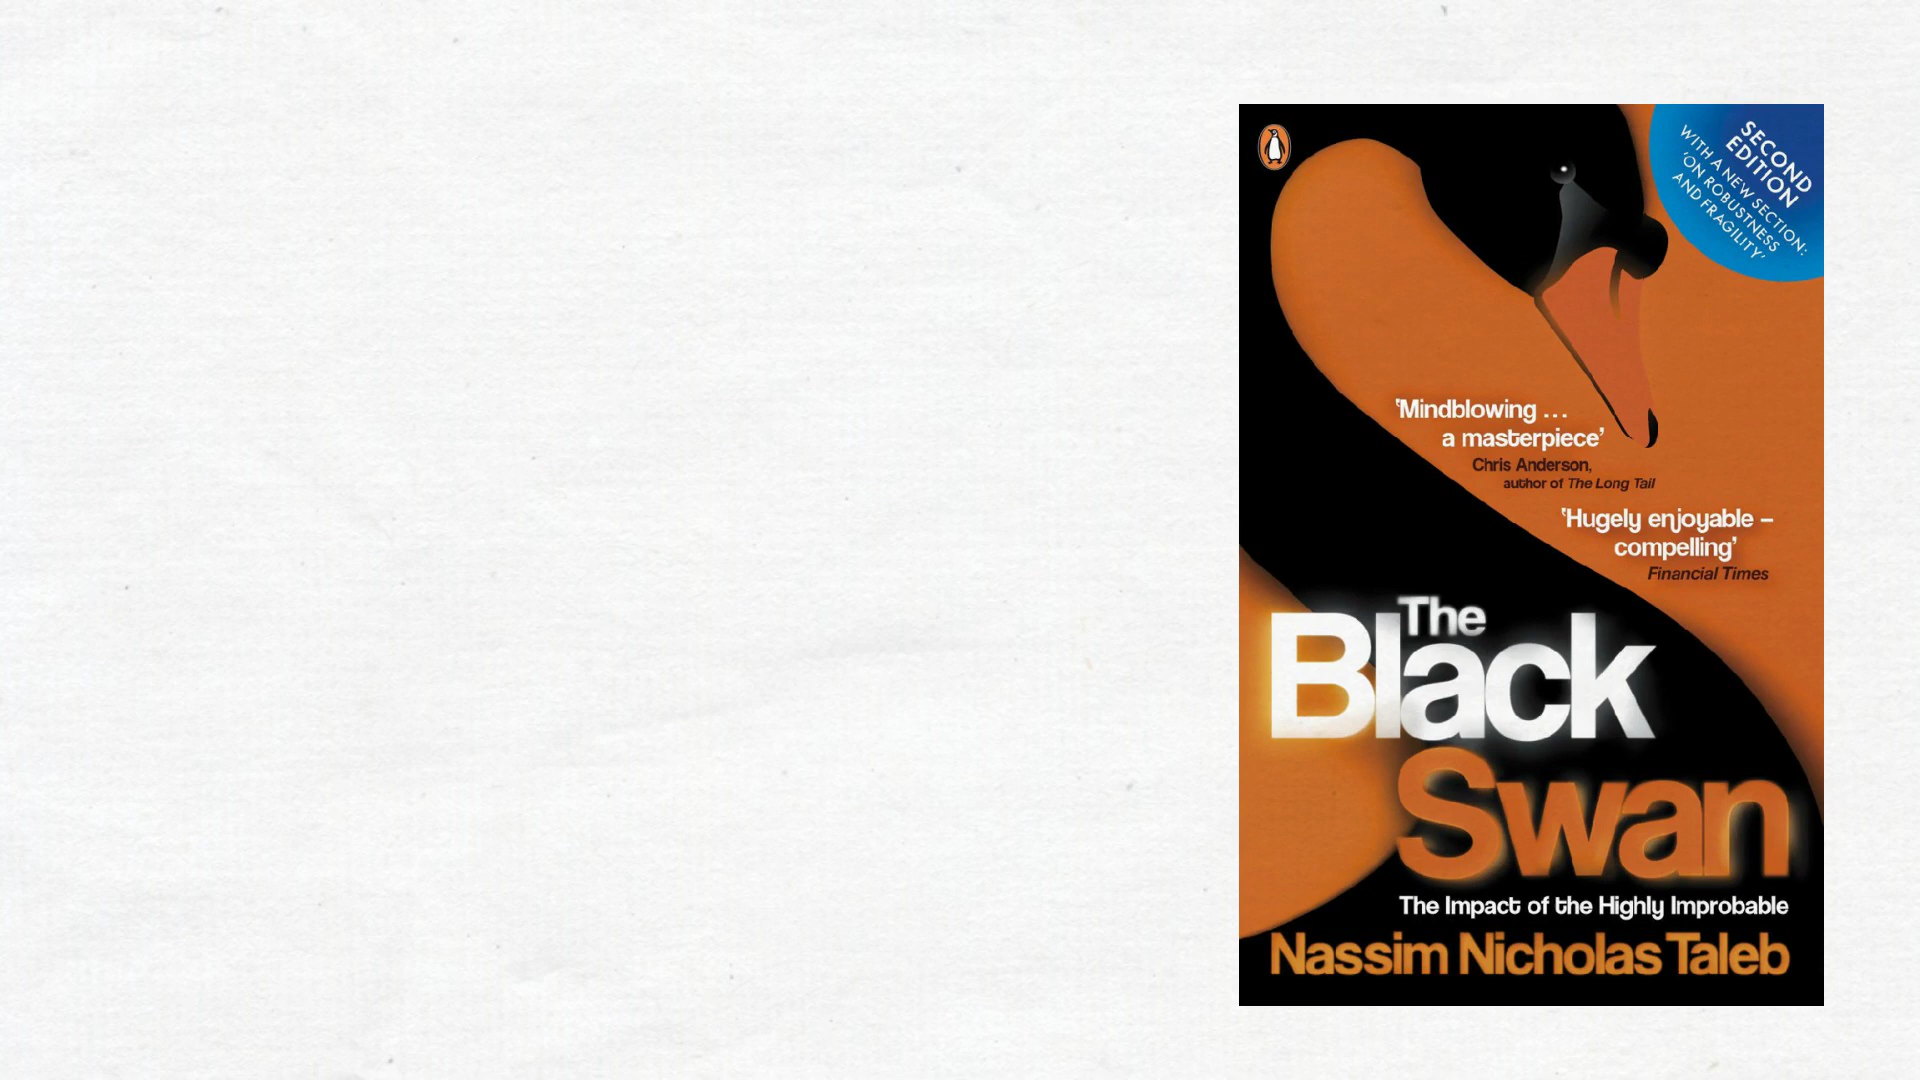 SECOND
EDITION
WITH A NEW SECTION:
'ON ROBUSTNESS
AND FRAGILITY'
'Mindblowing ...
a masterpiece'
Chris Anderson,
author of The Long Tail
'Hugely enjoyable –
compelling'
Financial Times
The
Black
Swan
The Impact of the Highly Improbable
Nassim Nicholas Taleb